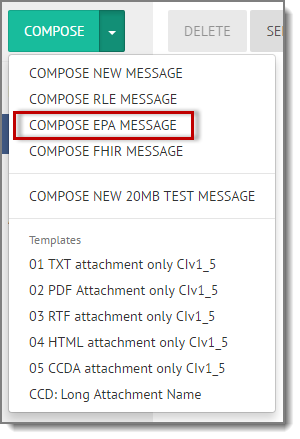 COMPOSE
DELETE
COMPOSE NEW MESSAGE
COMPOSE RLE MESSAGE
COMPOSE EPA MESSAGE
COMPOSE FHIR MESSAGE
COMPOSE NEW 20MB TEST MESSAGE
Templates
01 TXT attachment only CIv1_5
02 PDF Attachment only CIv1_5
03 RTF attachment only CIv1_5
04 HTML attachment only CIv1_5
05 CCDA attachment only CIv1_5
CCD: Long Attachment Name